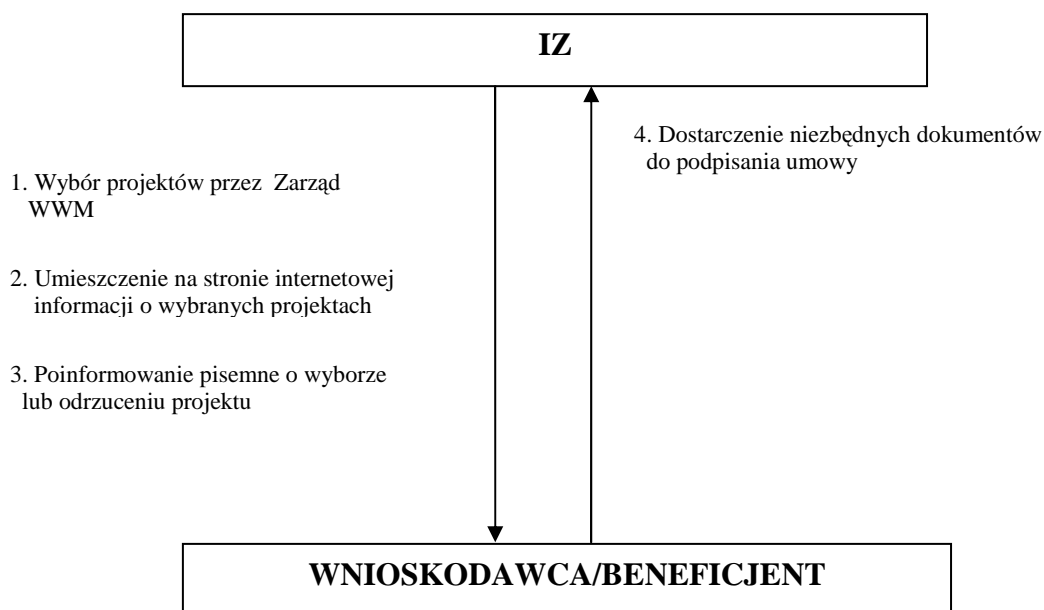 IZ
4. Dostarczenie niezbędnych dokumentów
do podpisania umowy
1. Wybór projektów przez Zarząd
WWM
2. Umieszczenie na stronie internetowej
informacji o wybranych projektach
3. Poinformowanie pisemne o wyborze
lub odrzuceniu projektu
WNIOSKODAWCA/BENEFICJENT